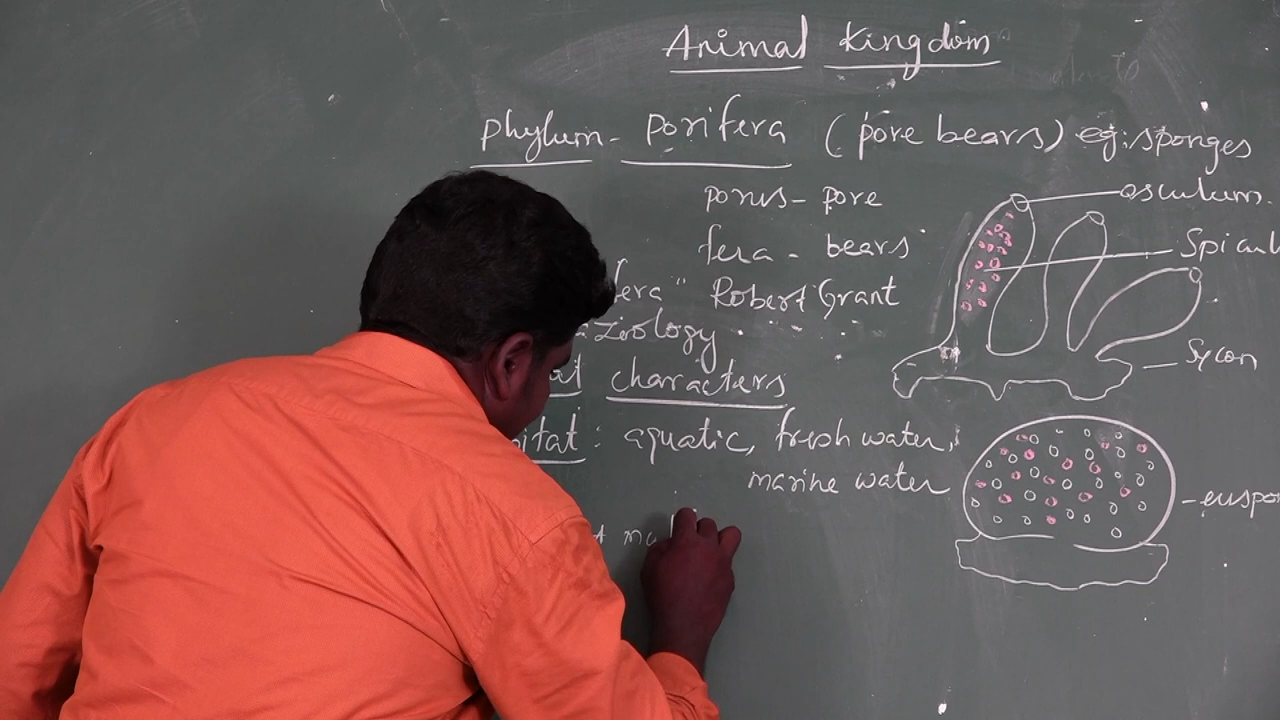 Animal Kingdom
Phylum - Porifera (pore bears) eg: sponges
porus - pore
fera - bears
osculum.
Spicul
fera" Robert Grant
= Zoology
Sycon
characters
itat : aquatic, fresh water,
marine water
- euspo